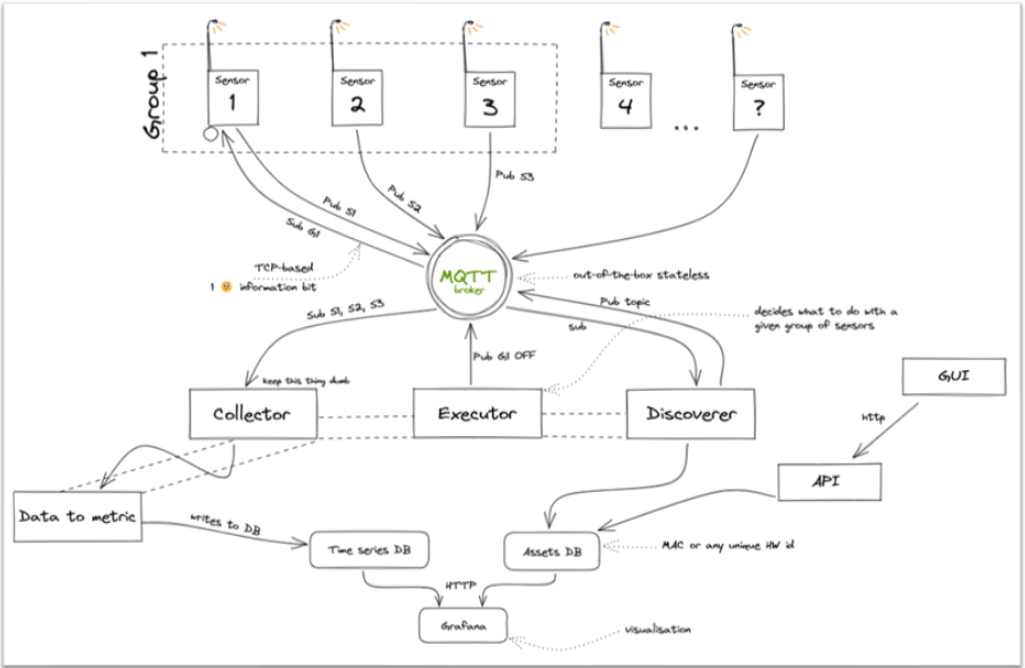 Group 1
Sensor
1
Sensor
2
Sensor
3
Sensor
4
...
Sensor
?
Pub S1
Sub G1
Pub S2
Pub S3
TCP-based
1 information bit
MQTT
broker
out-of-the-box stateless
Pub topic
sub
decides what to do with a
given group of sensors
Sub S1, S2, S3
Pub G1 OFF
keep this thing dumb
Collector
Executor
Discoverer
GUI
http
API
Data to metric
writes to DB
Time series DB
Assets DB
MAC or any unique HW id
HTTP
Grafana
visualisation